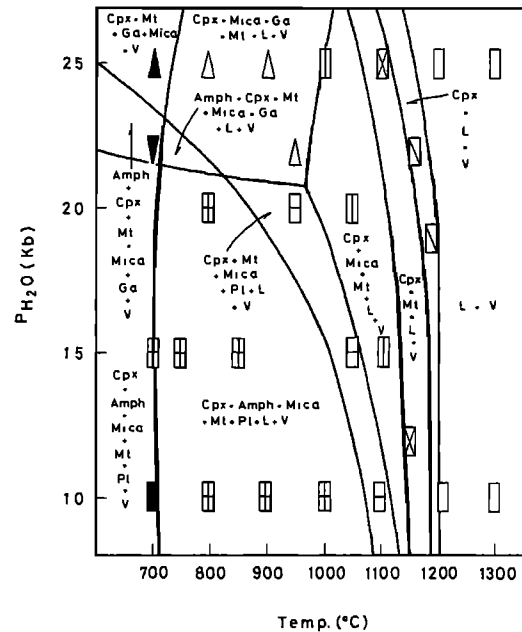 Cpx + Mt
+ Ga + Mica
+ V
Cpx + Mica + Ga
+ Mt + L + V
Amph + Cpx + Mt
+ Mica + Ga
+ L + V
Cpx
+
L
+
V
Amph
+
Cpx
+
Mt
+
Mica
+
Ga
+
V
Cpx + Mt
+ Mica
+ Pl + L
+ V
Cpx
+
Mica
+
Mt
+
L
+
V
Cpx
+
Mt
+
L
+
V
L + V
Cpx
+
Amph
+
Mica
+
Mt
+
Pl
+
V
Cpx + Amph + Mica
+ Mt + Pl + L + V
25
20
15
10
P H2O (Kb)
700 800 900 1000 1100 1200 1300
Temp. (°C)